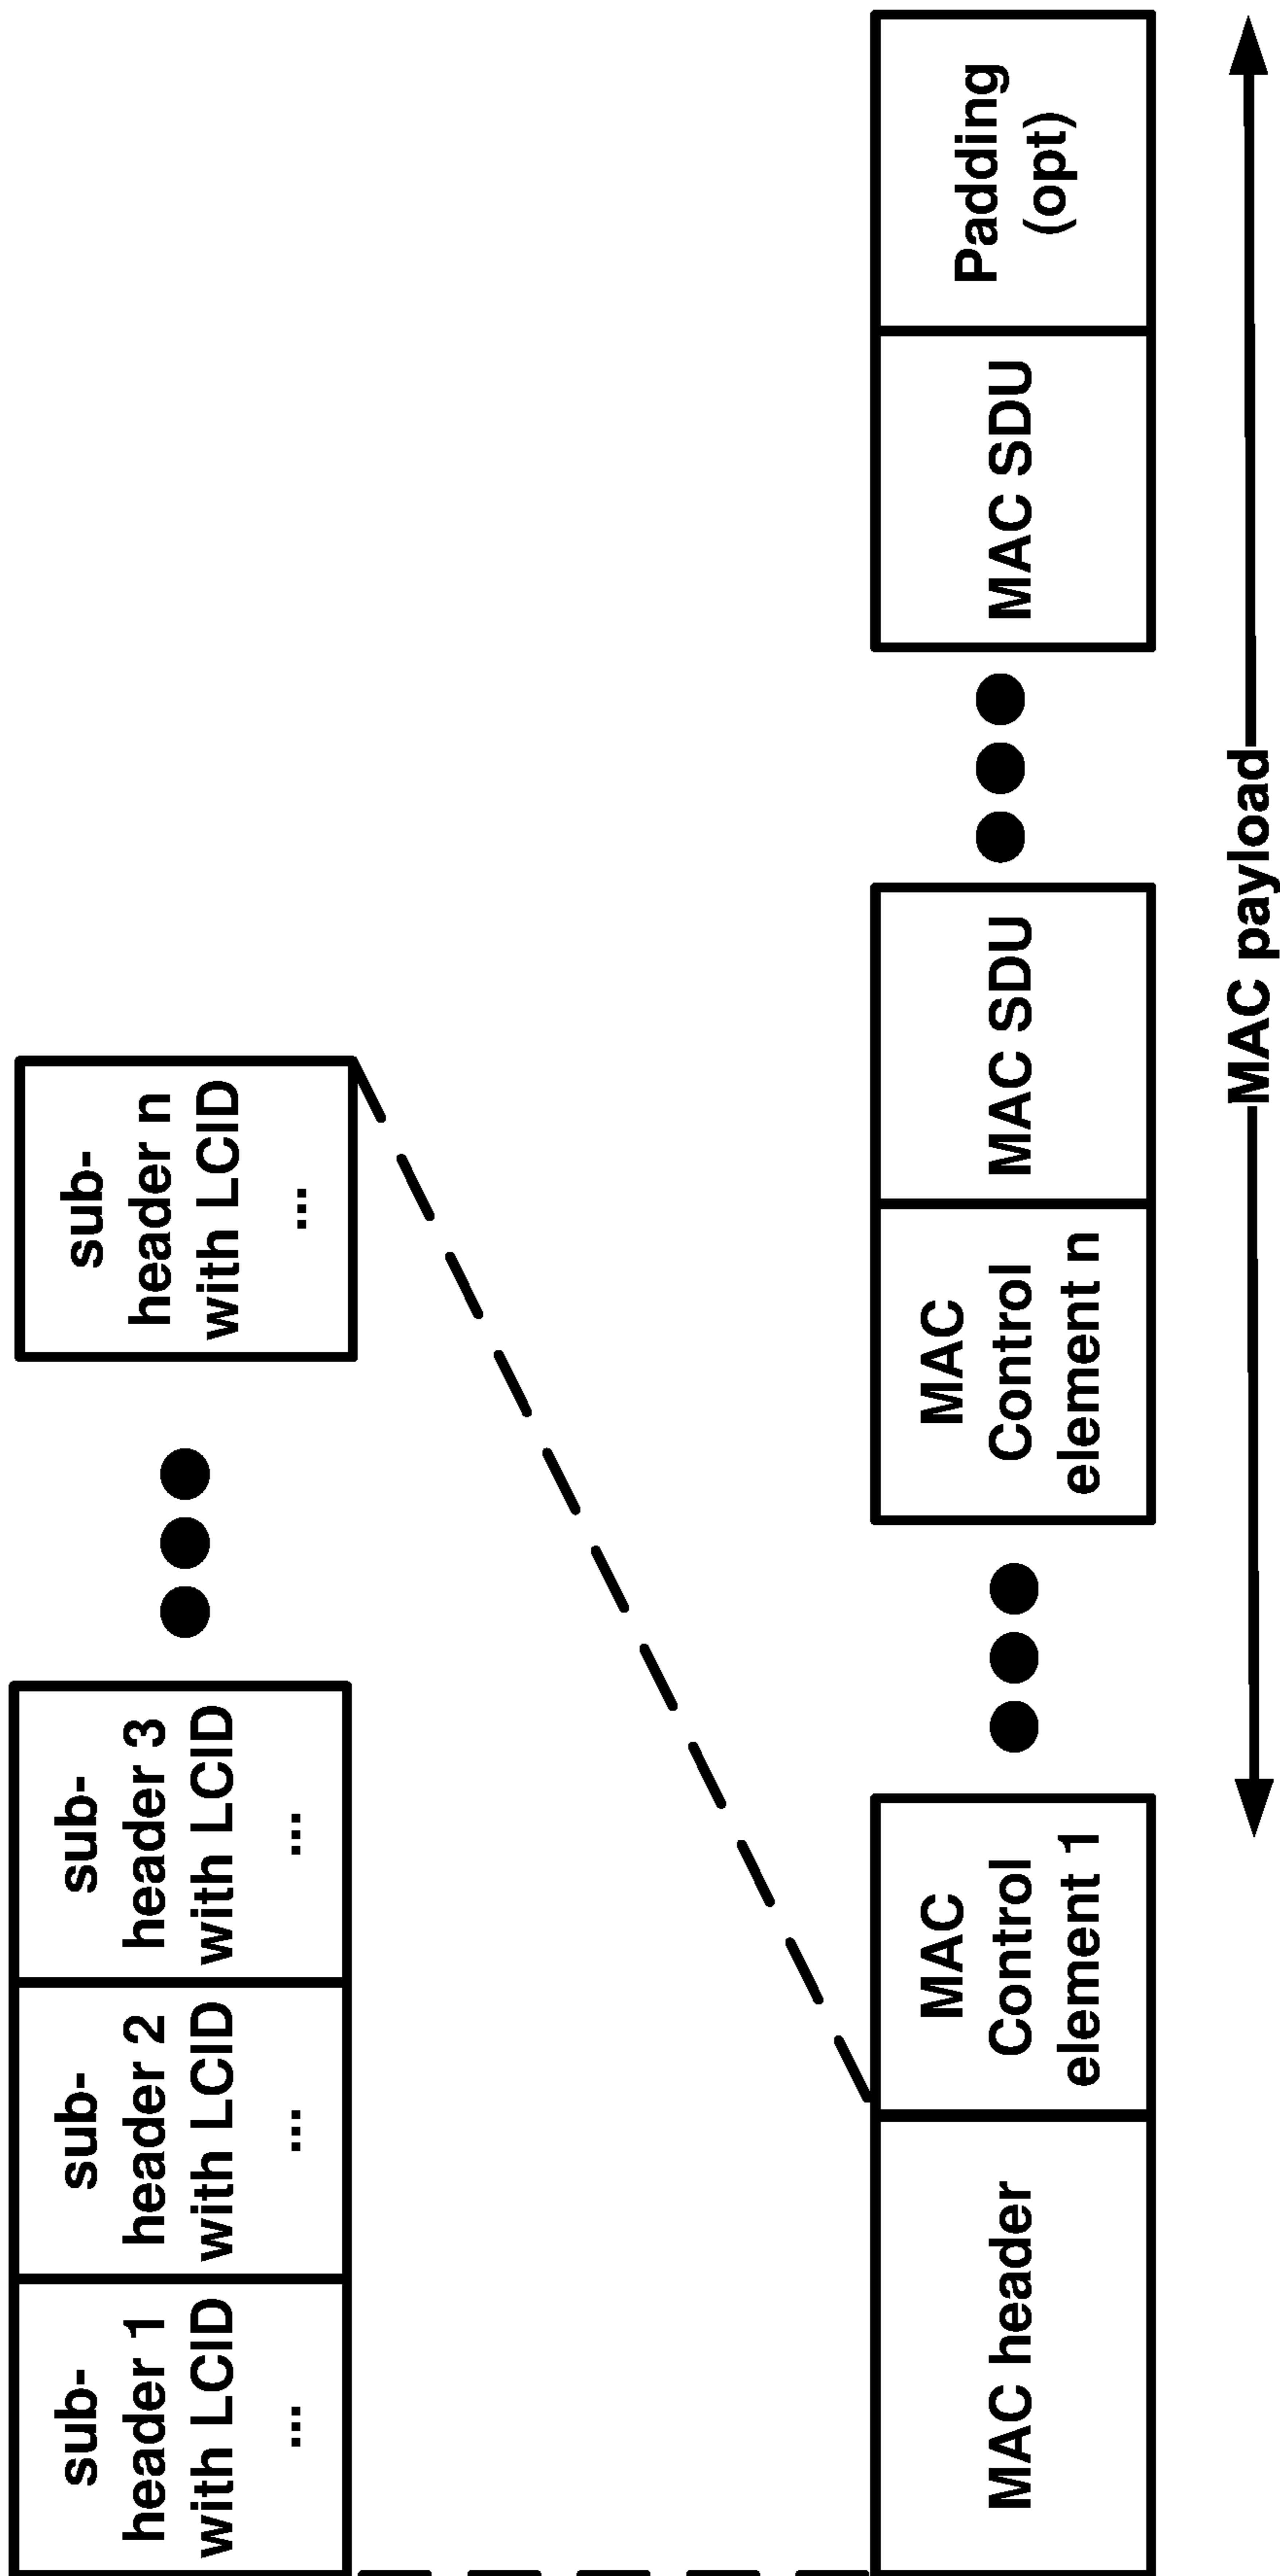 sub-
header 1
with LCID
...
sub-
header 2
with LCID
...
sub-
header 3
with LCID
...
sub-
header n
with LCID
...
MAC header
MAC
Control
element 1
MAC
Control
element n
MAC SDU
MAC SDU
Padding
(opt)
MAC payload